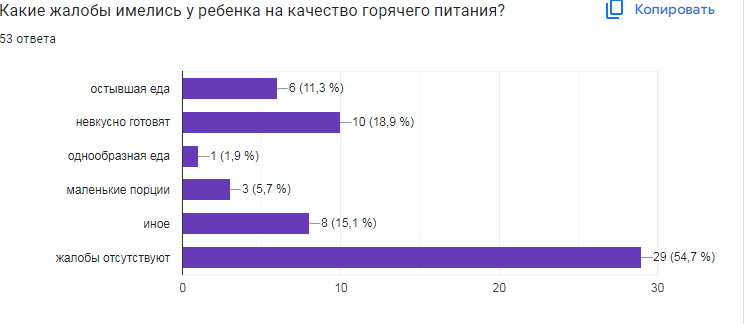 Какие жалобы имелись у ребенка на качество горячего питания?
Копировать
53 ответа
остывшая еда
6 (11,3 %)
невкусно готовят
10 (18,9 %)
однообразная еда
1 (1,9 %)
маленькие порции
3 (5,7 %)
иное
8 (15,1 %)
жалобы отсутствуют
29 (54,7 %)
0
10
20
30